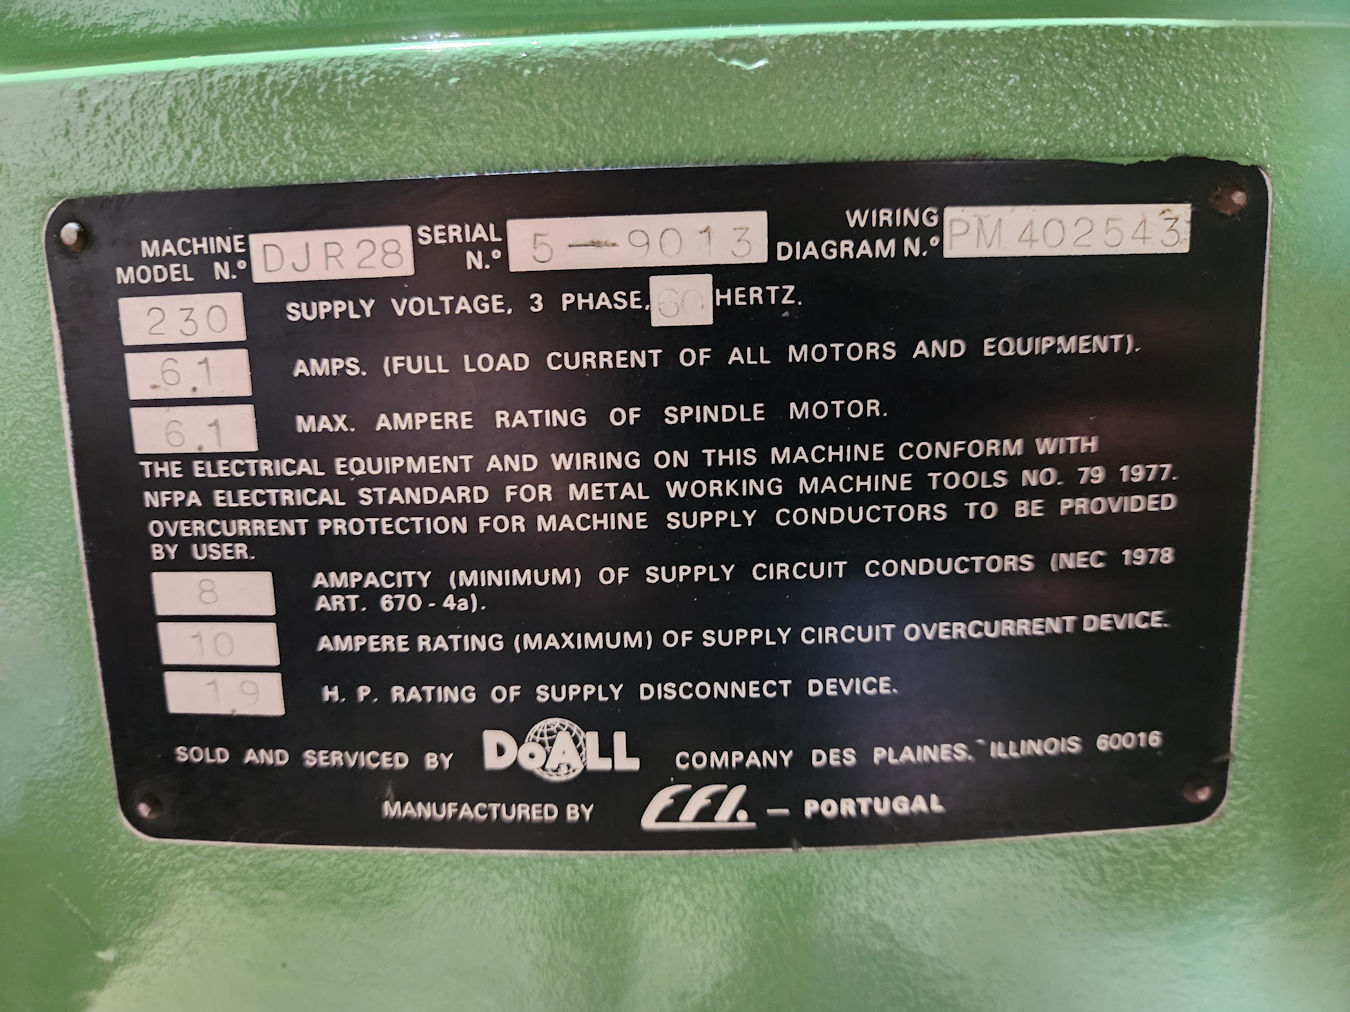 MACHINE MODEL N.º DJR28 SERIAL N.º 5-9013 WIRING DIAGRAM N.º PM 402543
230 SUPPLY VOLTAGE, 3 PHASE, 60 HERTZ.
6.1 AMPS. (FULL LOAD CURRENT OF ALL MOTORS AND EQUIPMENT).
6.1 MAX. AMPERE RATING OF SPINDLE MOTOR.
THE ELECTRICAL EQUIPMENT AND WIRING ON THIS MACHINE CONFORM WITH
NFPA ELECTRICAL STANDARD FOR METAL WORKING MACHINE TOOLS NO. 79 1977.
OVERCURRENT PROTECTION FOR MACHINE SUPPLY CONDUCTORS TO BE PROVIDED
BY USER.
8 AMPACITY (MINIMUM) OF SUPPLY CIRCUIT CONDUCTORS (NEC 1978
ART. 670-4a).
10 AMPERE RATING (MAXIMUM) OF SUPPLY CIRCUIT OVERCURRENT DEVICE.
1,9 H. P. RATING OF SUPPLY DISCONNECT DEVICE.
SOLD AND SERVICED BY DoALL COMPANY DES PLAINES, ILLINOIS 60016
MANUFACTURED BY EFI. — PORTUGAL